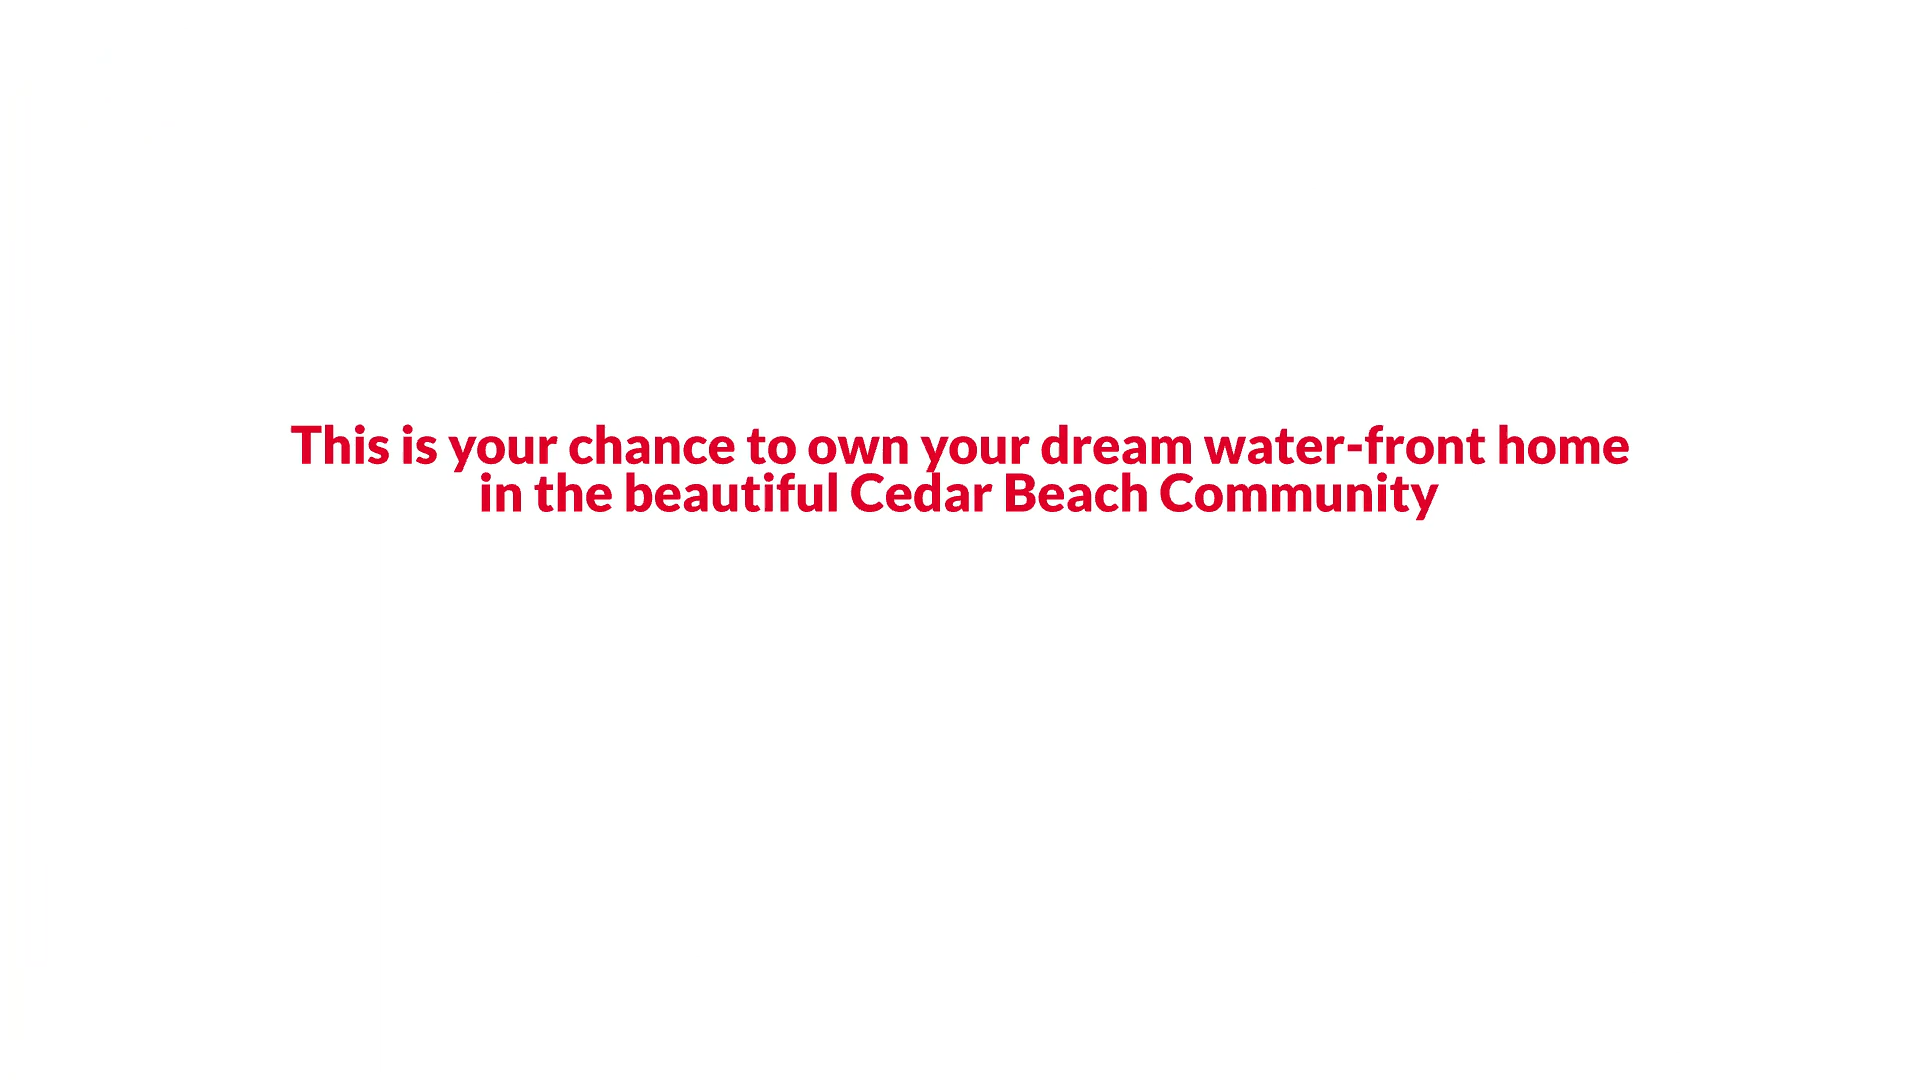 This is your chance to own your dream water-front home
in the beautiful Cedar Beach Community